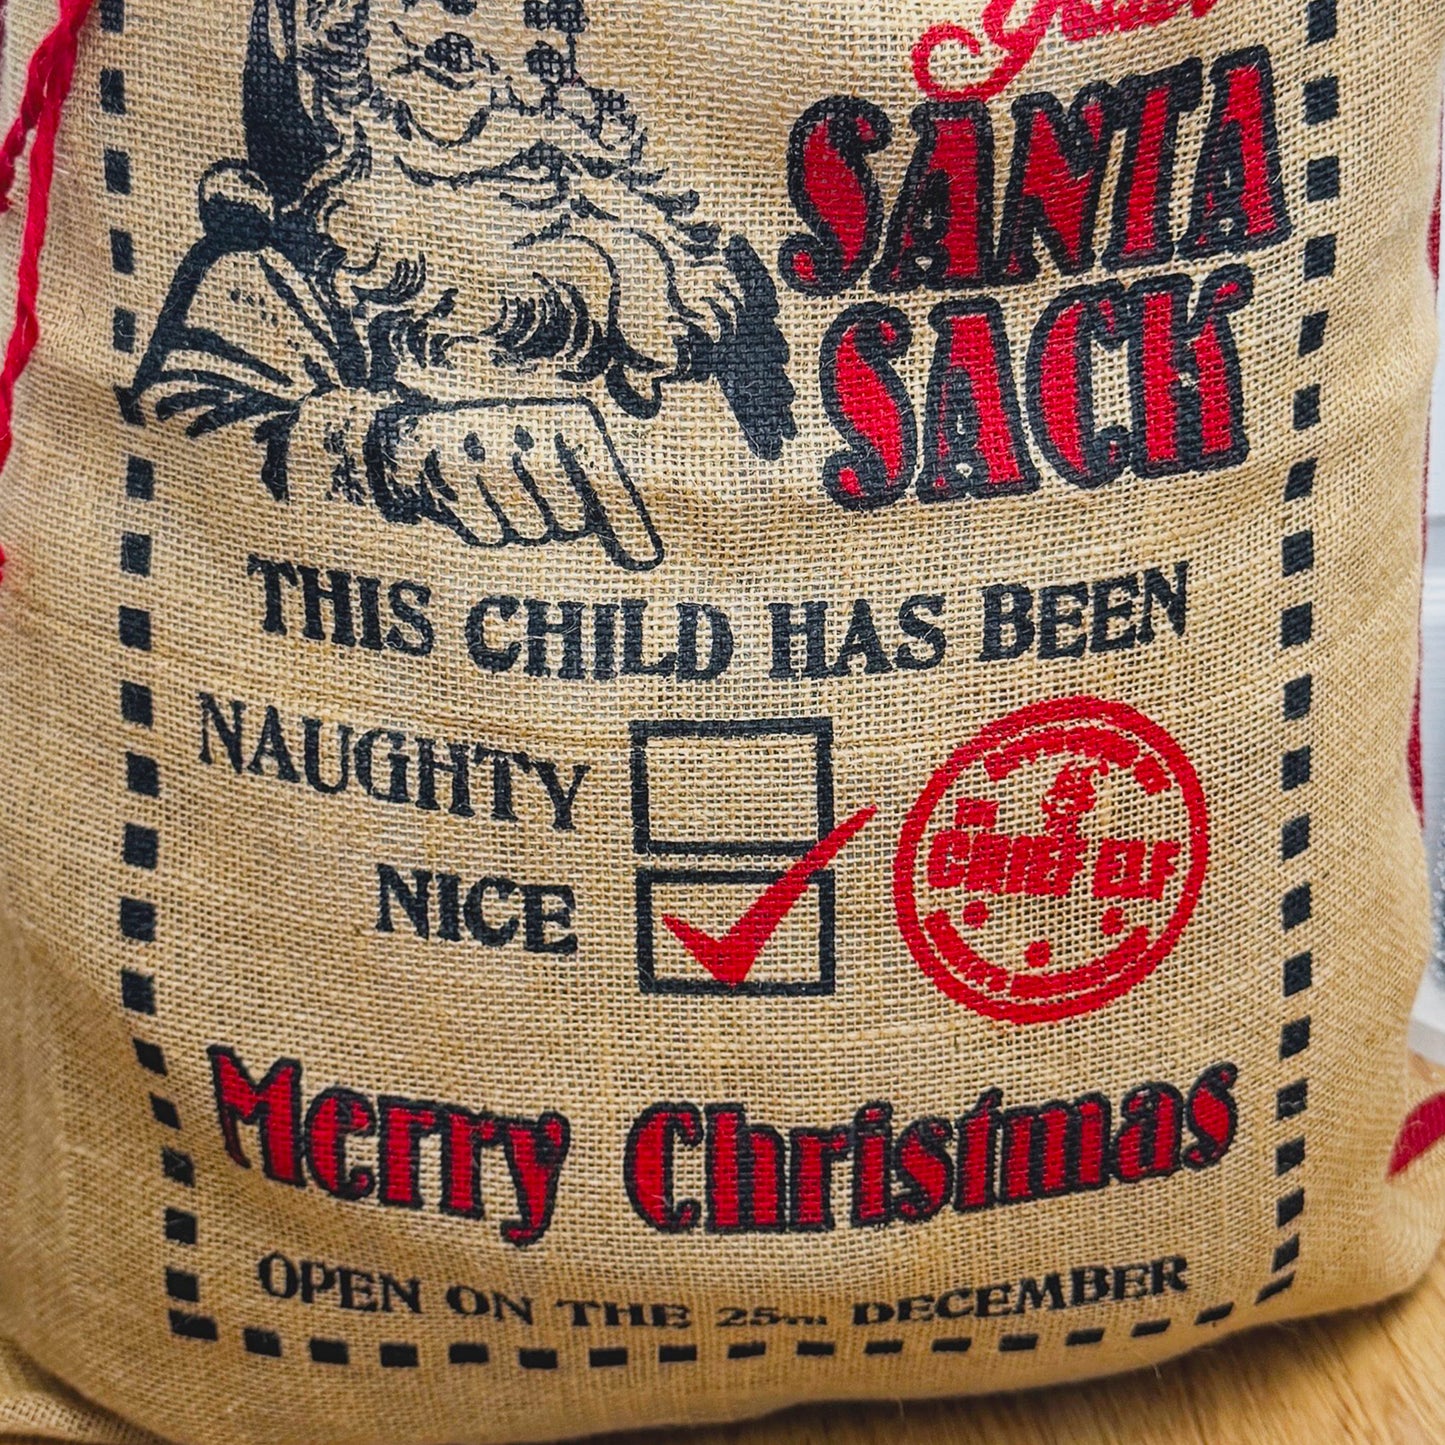 SANTA
SACK
THIS CHILD HAS BEEN
NAUGHTY
NICE
CHIEF ELF
Merry Christmas
OPEN ON THE 25TH DECEMBER